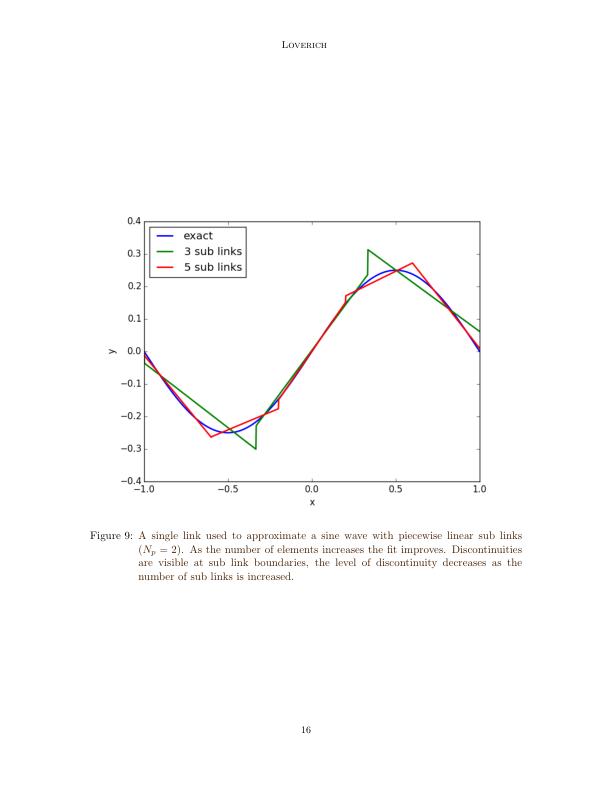 Loverich
0.4
exact
3 sub links
5 sub links
0.3
0.2
0.1
0.0
y
−0.1
−0.2
−0.3
−0.4
−1.0 −0.5 0.0 0.5 1.0
x
Figure 9: A single link used to approximate a sine wave with piecewise linear sub links
(Np = 2). As the number of elements increases the fit improves. Discontinuities
are visible at sub link boundaries, the level of discontinuity decreases as the
number of sub links is increased.
16